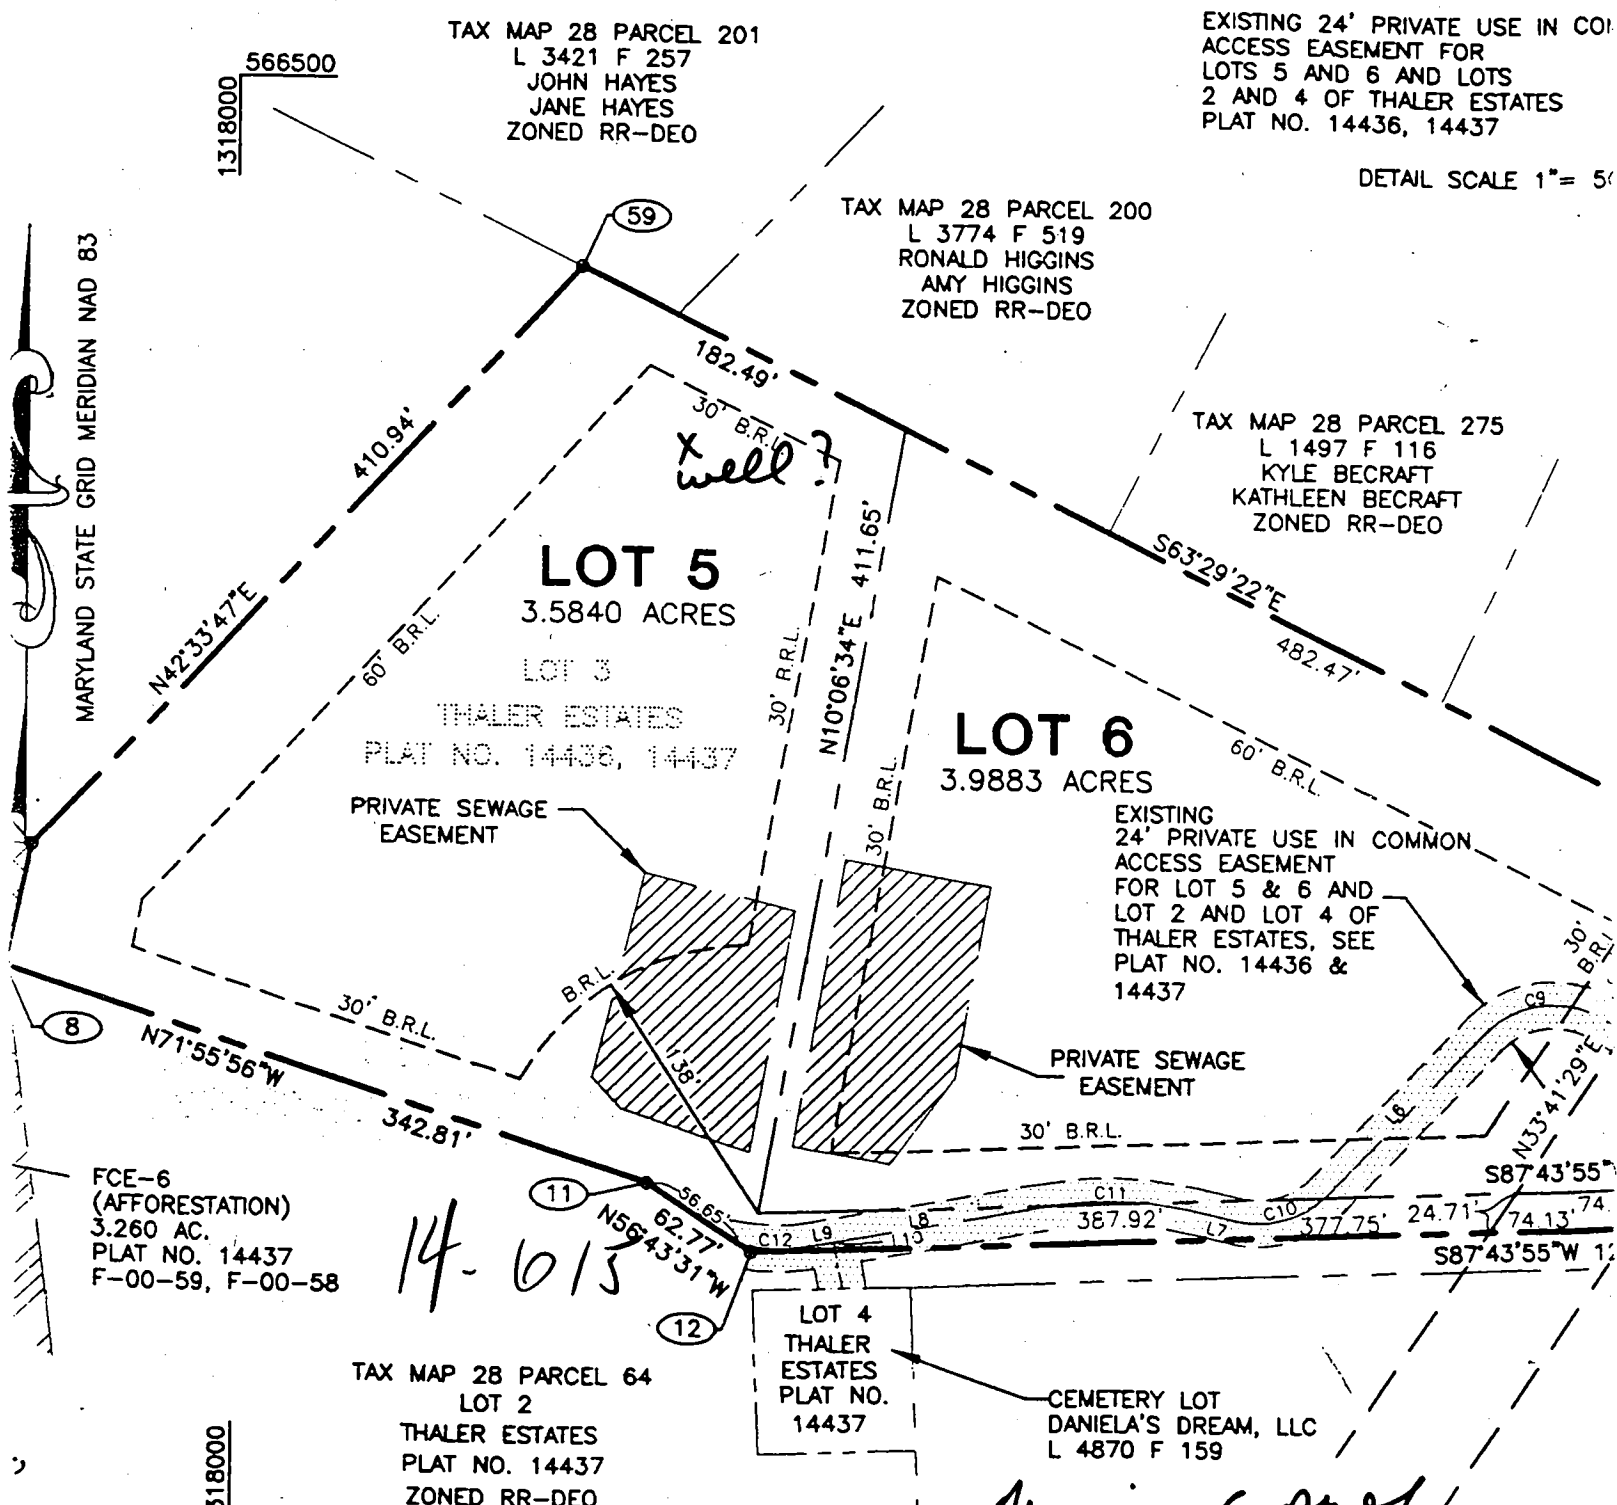 TAX MAP 28 PARCEL 201
L 3421 F 257
JOHN HAYES
JANE HAYES
ZONED RR-DEO
566500
1318000
EXISTING 24' PRIVATE USE IN
ACCESS EASEMENT FOR
LOTS 5 AND 6 AND LOTS
2 AND 4 OF THALER ESTATES
PLAT NO. 14436, 14437
DETAIL SCALE 1"=
59
TAX MAP 28 PARCEL 200
L 3774 F 519
RONALD HIGGINS
AMY HIGGINS
ZONED RR-DEO
MARYLAND STATE GRID MERIDIAN NAD 83
182.49'
30' B.R.L.
x
well?
410.94'
N42°33'47"E
60' B.R.L.
TAX MAP 28 PARCEL 275
L 1497 F 116
KYLE BECRAFT
KATHLEEN BECRAFT
ZONED RR-DEO
S63°29'22"E
482.47'
LOT 5
3.5840 ACRES
LOT 3
THALER ESTATES
PLAT NO. 14436, 14437
30' B.R.L.
N10°06'34"E 411.65'
30' B.R.L.
LOT 6
3.9883 ACRES
60' B.R.L.
PRIVATE SEWAGE
EASEMENT
EXISTING
24' PRIVATE USE IN COMMON
ACCESS EASEMENT
FOR LOT 5 & 6 AND
LOT 2 AND LOT 4 OF
THALER ESTATES, SEE
PLAT NO. 14436 &
14437
30'
B.R.L.
C9
B.R.L.
138'
30' B.R.L.
8
N71°55'56"W
342.81'
PRIVATE SEWAGE
EASEMENT
L6
N33°41'29"E
30' B.R.L.
S87°43'55"
FCE-6
(AFFORESTATION)
3.260 AC.
PLAT NO. 14437
F-00-59, F-00-58
11
56.65'
62.77'
N56°43'31"W
14-613
C12
L9
L8
L10
C11
387.92'
L7
C10
377.75'
24.71'
74.13'
74.
S87°43'55"W
12
LOT 4
THALER
ESTATES
PLAT NO.
14437
CEMETERY LOT
DANIELA'S DREAM, LLC
L 4870 F 159
TAX MAP 28 PARCEL 64
LOT 2
THALER ESTATES
PLAT NO. 14437
ZONED RR-DEO
318000